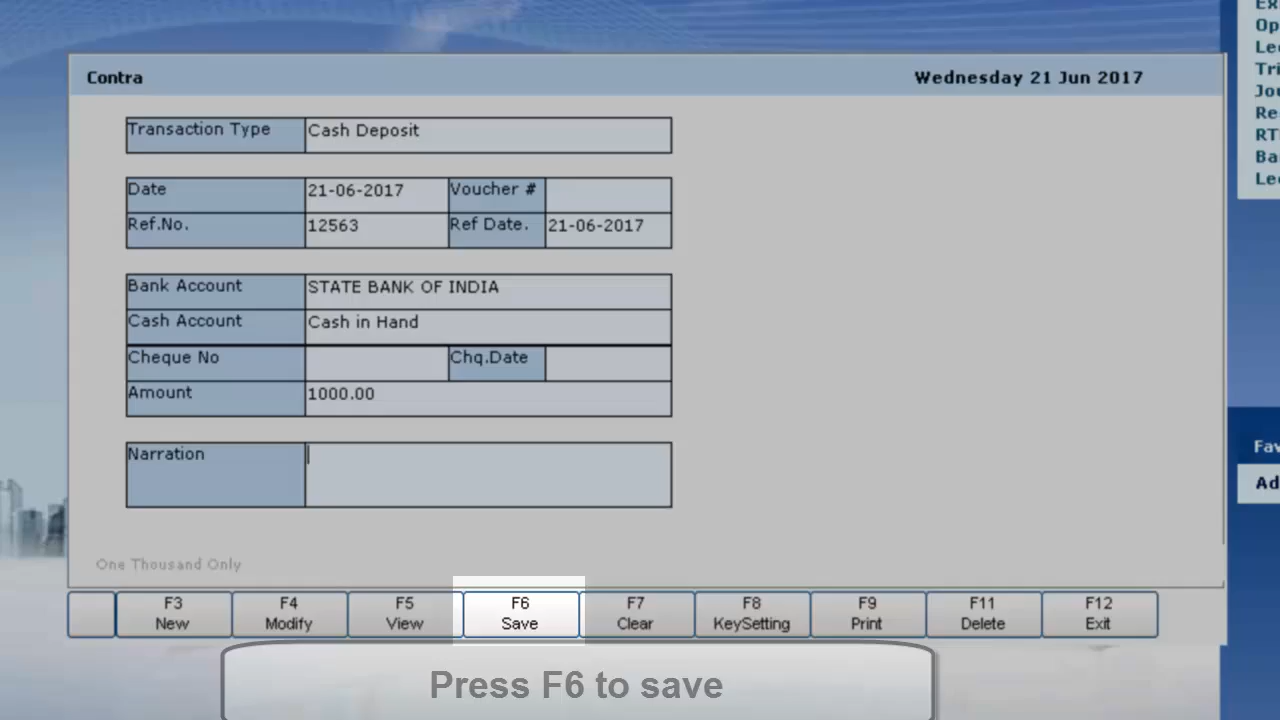 Contra Wednesday 21 Jun 2017
Transaction Type Cash Deposit
Date 21-06-2017 Voucher #
Ref.No. 12563 Ref Date. 21-06-2017
Bank Account STATE BANK OF INDIA
Cash Account Cash in Hand
Cheque No Chq.Date
Amount 1000.00
Narration
One Thousand Only
F3 F4 F5 F6 F7 F8 F9 F11 F12
New Modify View Save Clear KeySetting Print Delete Exit
Press F6 to save